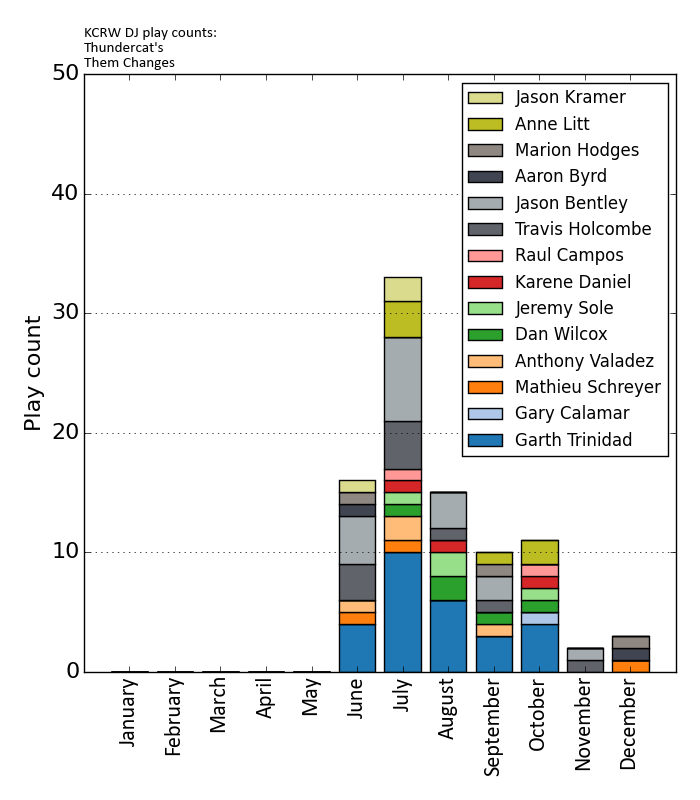 KCRW DJ play counts:
Thundercat's
Them Changes
50
40
30
20
10
0
Play count
Jason Kramer
Anne Litt
Marion Hodges
Aaron Byrd
Jason Bentley
Travis Holcombe
Raul Campos
Karene Daniel
Jeremy Sole
Dan Wilcox
Anthony Valadez
Mathieu Schreyer
Gary Calamar
Garth Trinidad
January
February
March
April
May
June
July
August
September
October
November
December